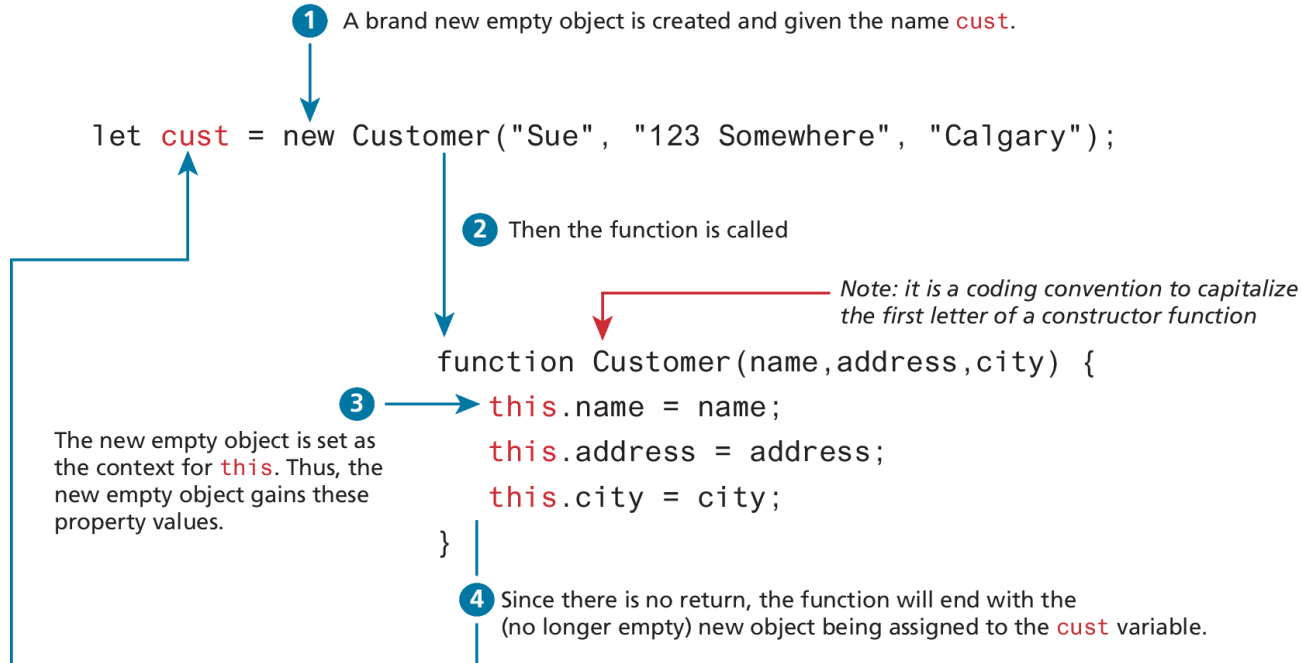 1 A brand new empty object is created and given the name cust.
let cust = new Customer("Sue", "123 Somewhere", "Calgary");
2 Then the function is called
Note: it is a coding convention to capitalize
the first letter of a constructor function
function Customer(name,address,city) {
3
this.name = name;
The new empty object is set as
the context for this. Thus, the
new empty object gains these
property values.
this.address = address;
this.city = city;
}
4 Since there is no return, the function will end with the
(no longer empty) new object being assigned to the cust variable.